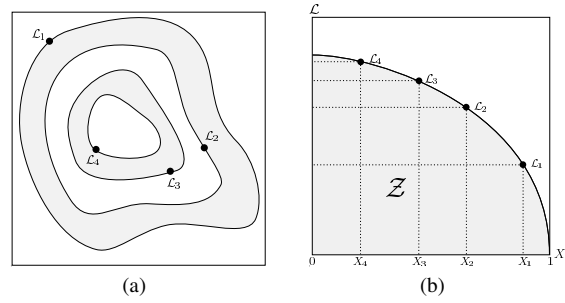 ℒ₁
ℒ₂
ℒ₃
ℒ₄
(a)
ℒ
ℒ₄
ℒ₃
ℒ₂
ℒ₁
𝒵
0 X₄ X₃ X₂ X₁ 1 X
(b)